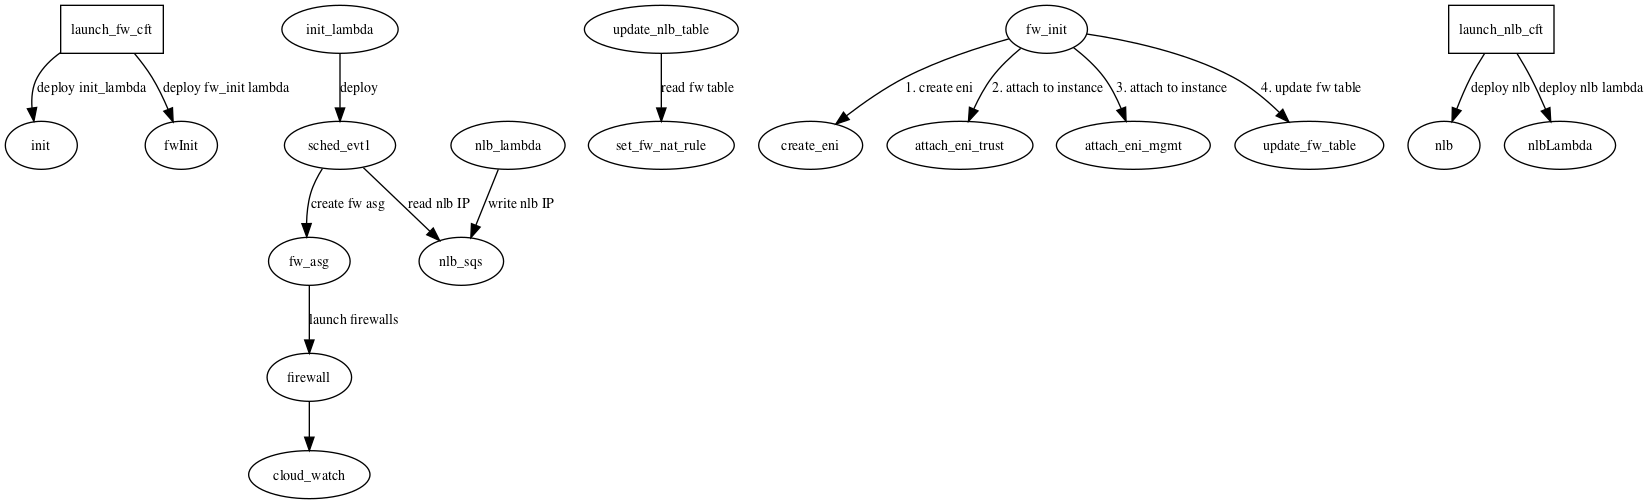 launch_fw_cft
init_lambda
update_nlb_table
fw_init
launch_nlb_cft
deploy init_lambda
deploy fw_init lambda
deploy
read fw table
1. create eni
2. attach to instance
3. attach to instance
4. update fw table
deploy nlb
deploy nlb lambda
init
fwInit
sched_evt1
nlb_lambda
set_fw_nat_rule
create_eni
attach_eni_trust
attach_eni_mgmt
update_fw_table
nlb
nlbLambda
create fw asg
read nlb IP
write nlb IP
fw_asg
nlb_sqs
launch firewalls
firewall
cloud_watch